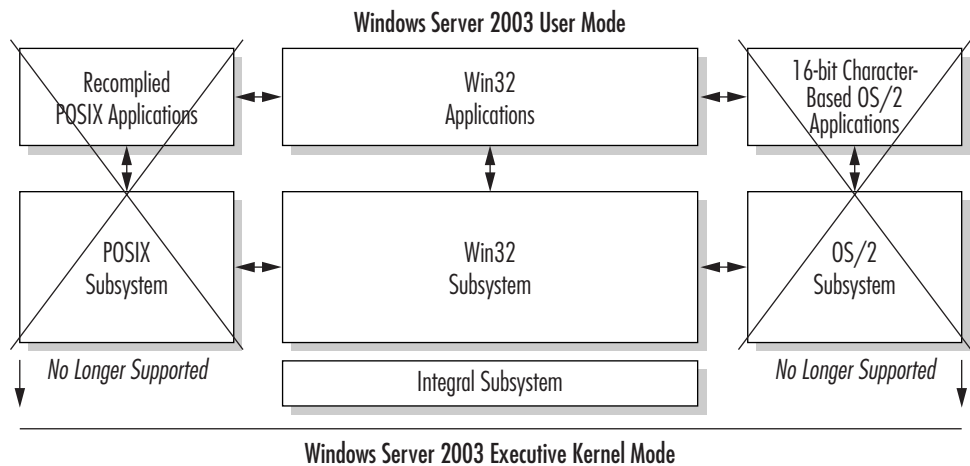 Windows Server 2003 User Mode
Recomplied
POSIX Applications
Win32
Applications
16-bit Character-
Based OS/2
Applications
POSIX
Subsystem
Win32
Subsystem
OS/2
Subsystem
No Longer Supported
Integral Subsystem
No Longer Supported
Windows Server 2003 Executive Kernel Mode